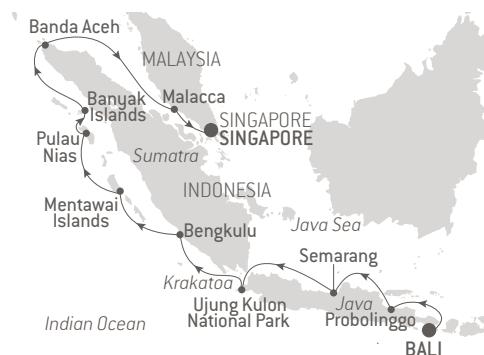 Banda Aceh
MALAYSIA
Banyak
Islands
Malacca
SINGAPORE
SINGAPORE
Pulau
Nias
Sumatra
INDONESIA
Mentawai
Islands
Java Sea
Bengkulu
Semarang
Krakatoa
Ujung Kulon
National Park
Java
Probolinggo
Indian Ocean
BALI